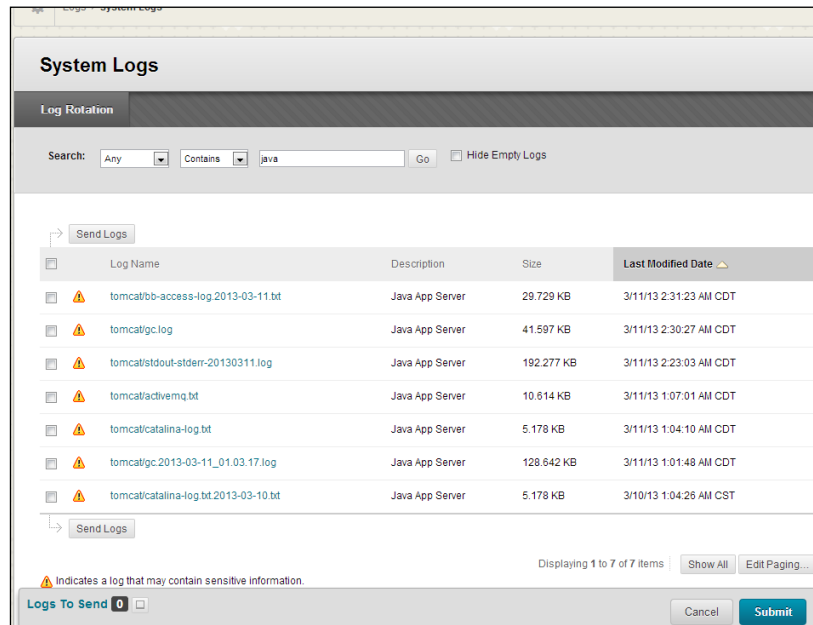 Logs > System Logs
System Logs
Log Rotation
Search: Any Contains java Go Hide Empty Logs
Send Logs
Log Name Description Size Last Modified Date
tomcat/bb-access-log.2013-03-11.txt Java App Server 29.729 KB 3/11/13 2:31:23 AM CDT
tomcat/gc.log Java App Server 41.597 KB 3/11/13 2:30:27 AM CDT
tomcat/stdout-stderr-20130311.log Java App Server 192.277 KB 3/11/13 2:23:03 AM CDT
tomcat/activemq.txt Java App Server 10.614 KB 3/11/13 1:07:01 AM CDT
tomcat/catalina-log.txt Java App Server 5.178 KB 3/11/13 1:04:10 AM CDT
tomcat/gc.2013-03-11_01.03.17.log Java App Server 128.642 KB 3/11/13 1:01:48 AM CDT
tomcat/catalina-log.txt.2013-03-10.txt Java App Server 5.178 KB 3/10/13 1:04:26 AM CST
Send Logs
Displaying 1 to 7 of 7 items Show All Edit Paging...
Indicates a log that may contain sensitive information.
Logs To Send 0
Cancel Submit